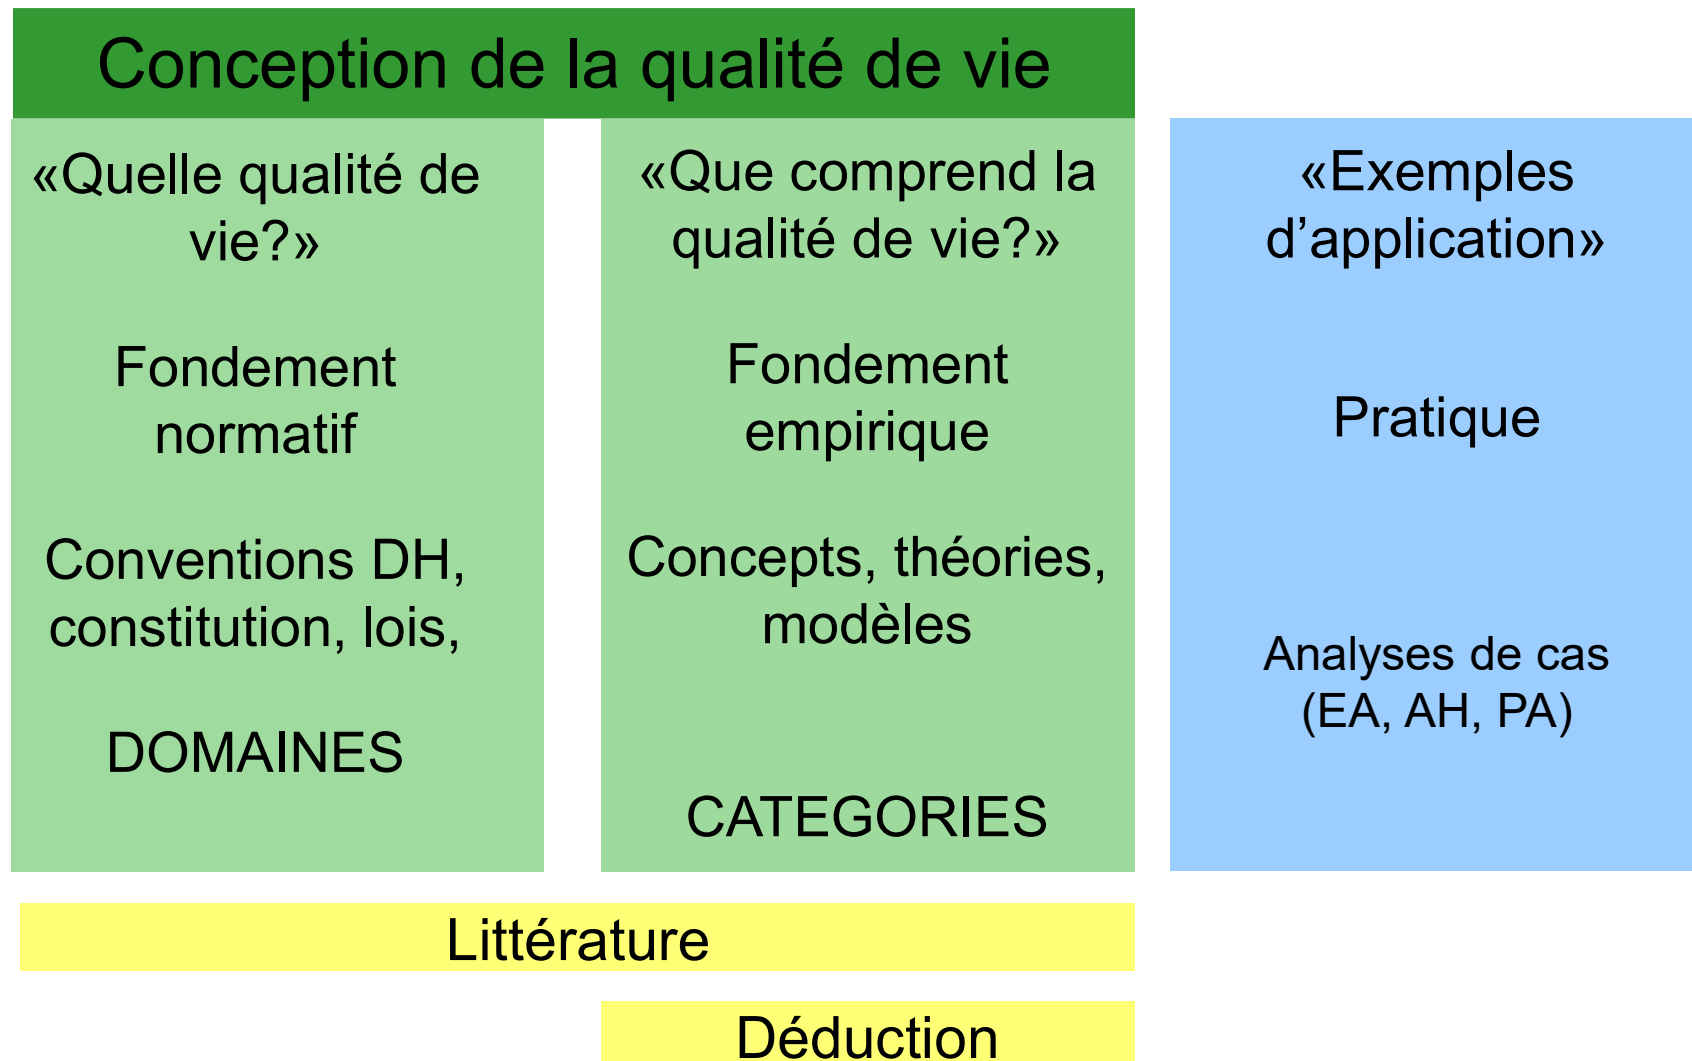 Conception de la qualité de vie
«Quelle qualité de
vie?»
Fondement
normatif
Conventions DH,
constitution, lois,
DOMAINES
«Que comprend la
qualité de vie?»
Fondement
empirique
Concepts, théories,
modèles
CATEGORIES
«Exemples
d’application»
Pratique
Analyses de cas
(EA, AH, PA)
Littérature
Déduction